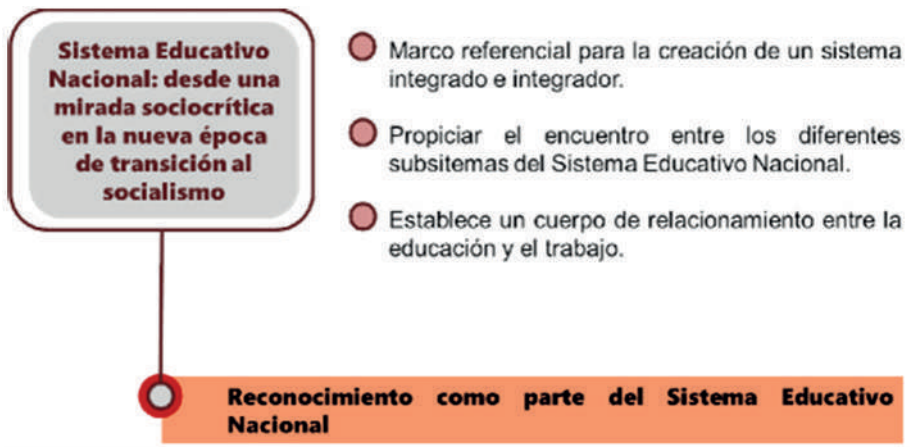 Sistema Educativo
Nacional: desde una
mirada sociocrítica
en la nueva época
de transición al
socialismo
Marco referencial para la creación de un sistema
integrado e integrador.
Propiciar el encuentro entre los diferentes
subsitemas del Sistema Educativo Nacional.
Establece un cuerpo de relacionamiento entre la
educación y el trabajo.
Reconocimiento como parte del Sistema Educativo
Nacional